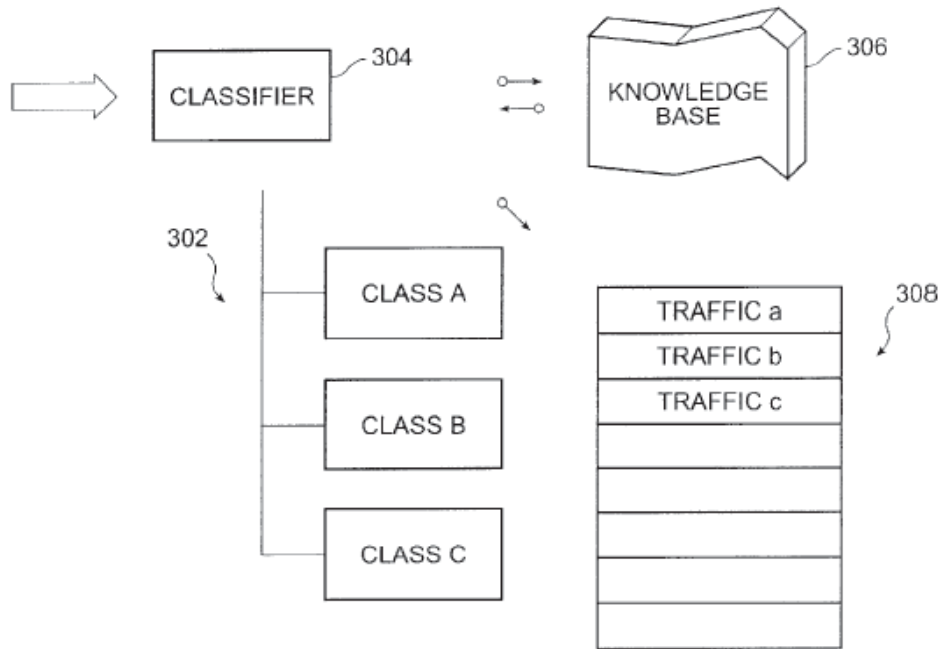 304
CLASSIFIER
306
KNOWLEDGE
BASE
302
CLASS A
CLASS B
CLASS C
308
TRAFFIC a
TRAFFIC b
TRAFFIC c